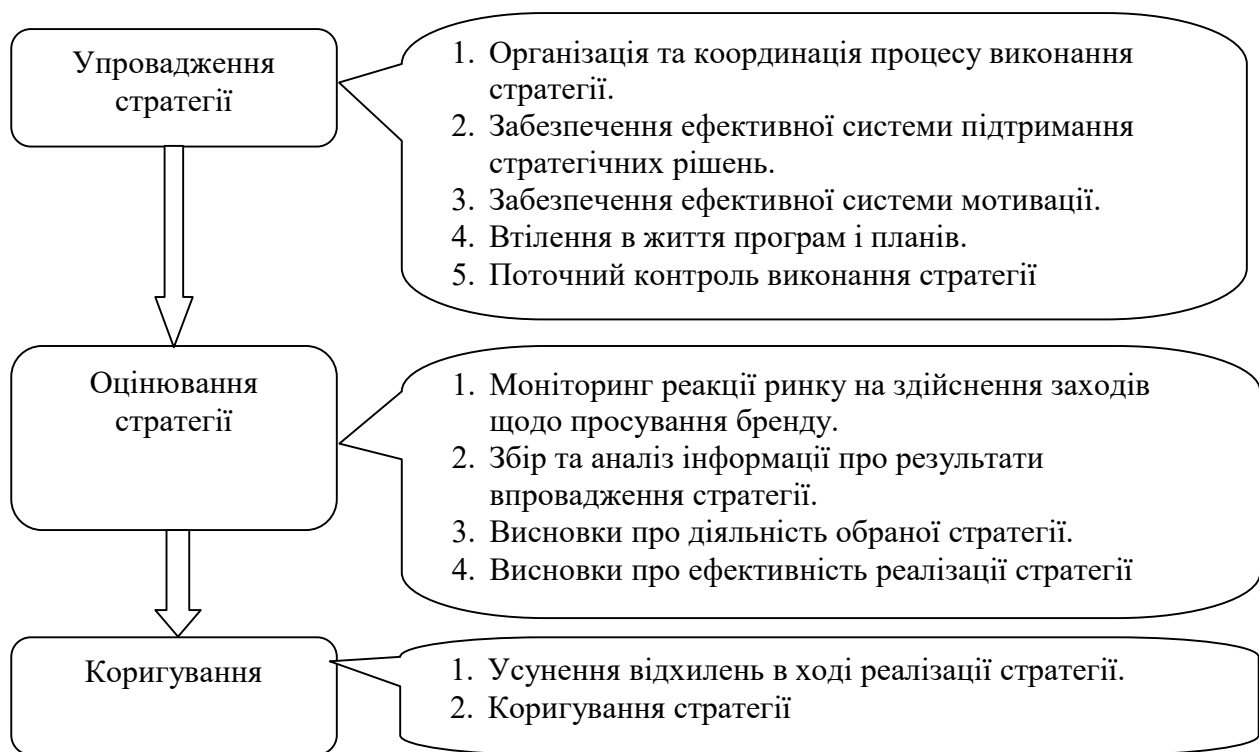 Упровадження
стратегії
1. Організація та координація процесу виконання
стратегії.
2. Забезпечення ефективної системи підтримання
стратегічних рішень.
3. Забезпечення ефективної системи мотивації.
4. Втілення в життя програм і планів.
5. Поточний контроль виконання стратегії
Оцінювання
стратегії
1. Моніторинг реакції ринку на здійснення заходів
щодо просування бренду.
2. Збір та аналіз інформації про результати
впровадження стратегії.
3. Висновки про діяльність обраної стратегії.
4. Висновки про ефективність реалізації стратегії
Коригування
1. Усунення відхилень в ході реалізації стратегії.
2. Коригування стратегії